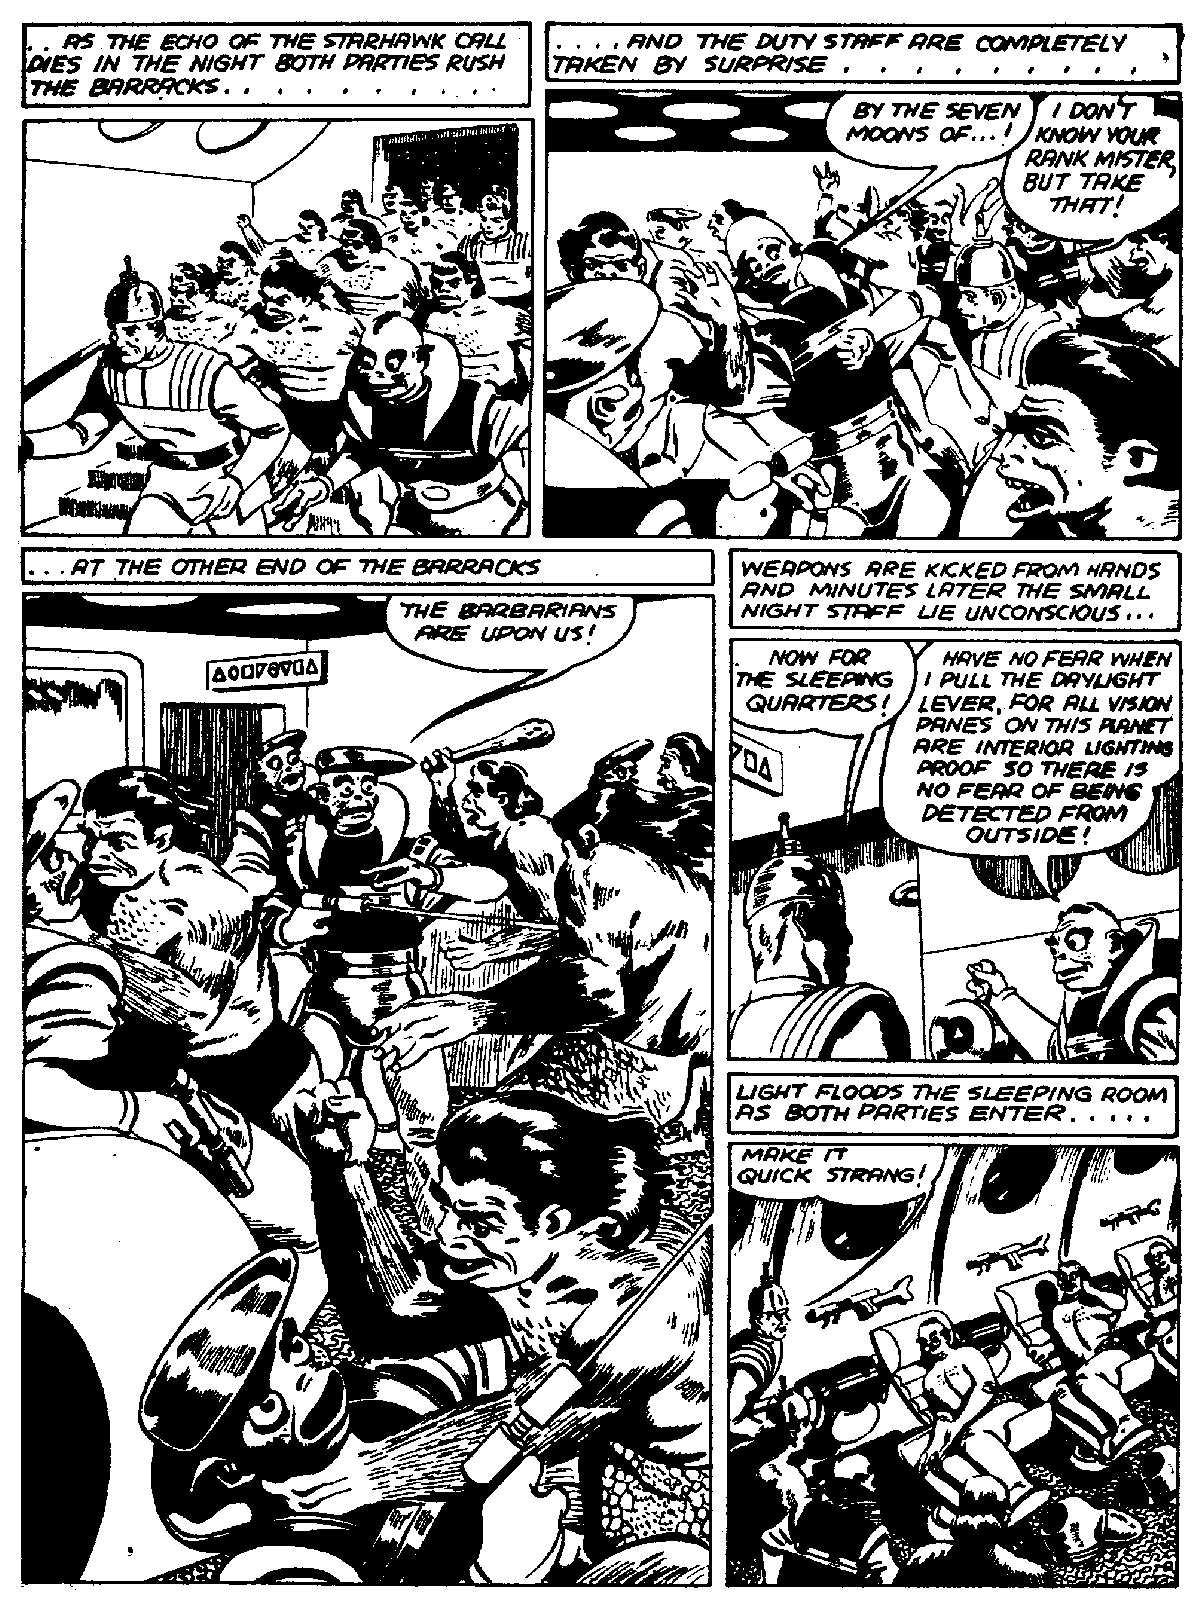 .. AS THE ECHO OF THE STARHAWK CALL
DIES IN THE NIGHT BOTH PARTIES RUSH
THE BARRACKS. . . . . . . . . .
. . . . AND THE DUTY STAFF ARE COMPLETELY
TAKEN BY SURPRISE . . . . . . . . . .
BY THE SEVEN
MOONS OF...!
I DON'T
KNOW YOUR
RANK MISTER,
BUT TAKE
THAT!
...AT THE OTHER END OF THE BARRACKS
THE BARBARIANS
ARE UPON US!
WEAPONS ARE KICKED FROM HANDS
AND MINUTES LATER THE SMALL
NIGHT STAFF LIE UNCONSCIOUS...
NOW FOR
THE SLEEPING
QUARTERS!
HAVE NO FEAR WHEN
I PULL THE DAYLIGHT
LEVER, FOR ALL VISION
PANES ON THIS PLANET
ARE INTERIOR LIGHTING
PROOF SO THERE IS
NO FEAR OF BEING
DETECTED FROM
OUTSIDE!
LIGHT FLOODS THE SLEEPING ROOM
AS BOTH PARTIES ENTER.....
MAKE IT
QUICK STRANG!